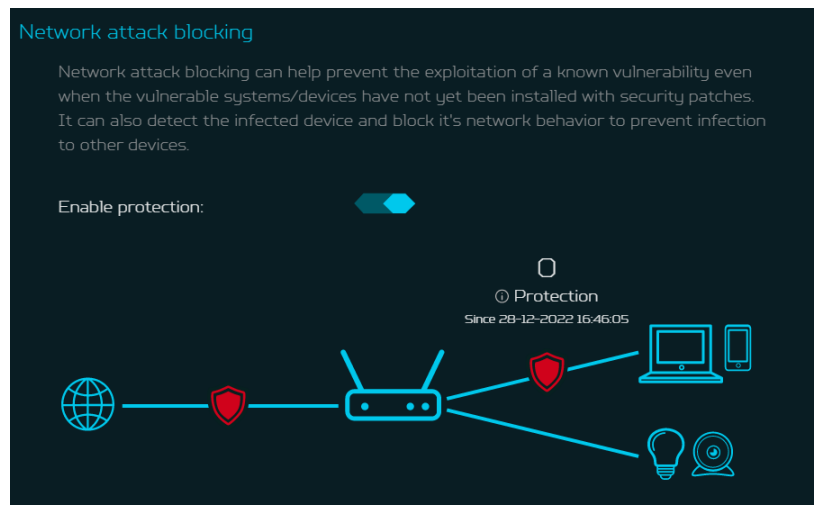 Network attack blocking
Network attack blocking can help prevent the exploitation of a known vulnerability even
when the vulnerable systems/devices have not yet been installed with security patches.
It can also detect the infected device and block it's network behavior to prevent infection
to other devices.
Enable protection:
0
Protection
Since 28-12-2022 16:46:05